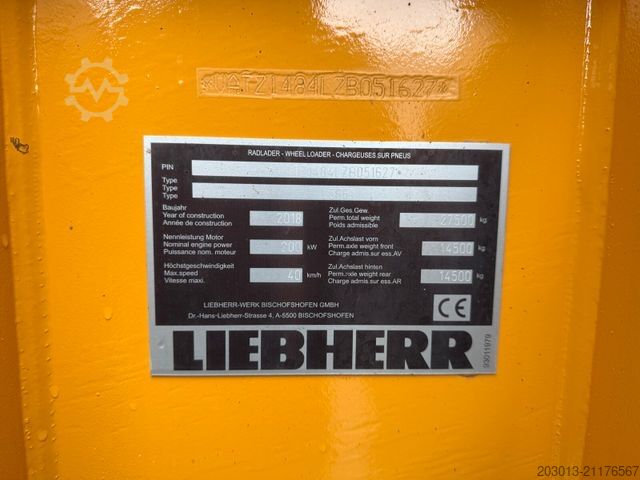 *VATZ1484LZB051627*
RADLADER - WHEEL LOADER - CHARGEUSES SUR PNEUS
PIN 484LZB051627*
Type
Type
Type
Baujahr
Year of construction 2018
Année de construction
Zul.Ges.Gew.
Perm.total weight 27500 kg
Poids admissible
Nennleistung Motor
Nominal engine power 200 kW
Puissance nom. moteur
Zul.Achslast vorn
Perm.axle weight front 14500 kg
Charge admis.sur ess.AV
Höchstgeschwindigkeit
Max.speed 40 km/h
Vitesse maxi.
Zul.Achslast hinten
Perm.axle weight rear 14500 kg
Charge admis.sur ess.AR
LIEBHERR-WERK BISCHOFSHOFEN GMBH
Dr.-Hans-Liebherr-Strasse 4, A-5500 BISCHOFSHOFEN
CE
LIEBHERR
93011979
203013-21176567